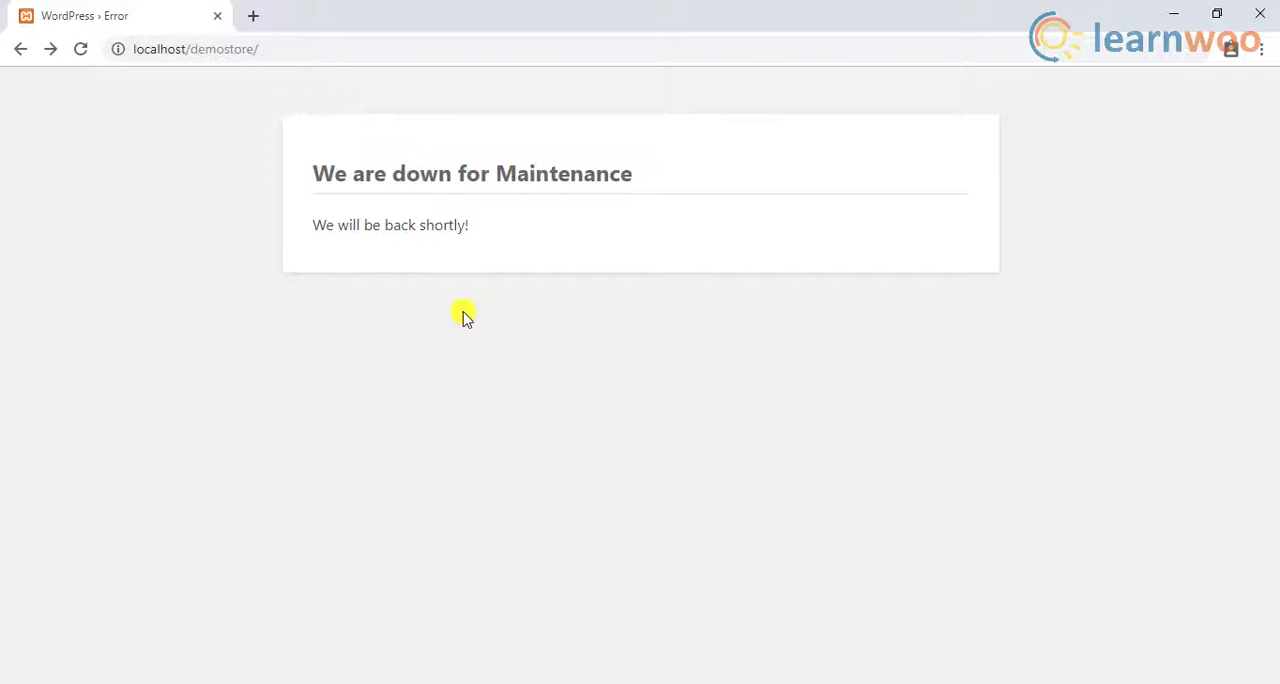 WordPress › Error
localhost/demostore/
learnwoo
We are down for Maintenance
We will be back shortly!